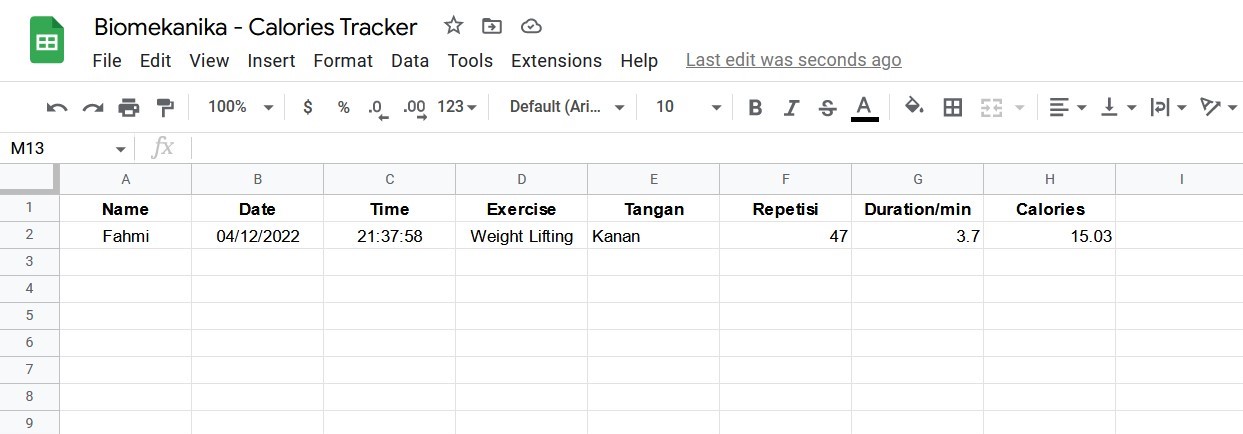 Biomekanika - Calories Tracker
File Edit View Insert Format Data Tools Extensions Help Last edit was seconds ago
100% $ % .0 .00 123 Default (Ari... 10 B I S A
M13 fx
A B C D E F G H I
1 Name Date Time Exercise Tangan Repetisi Duration/min Calories
2 Fahmi 04/12/2022 21:37:58 Weight Lifting Kanan 47 3.7 15.03
3
4
5
6
7
8
9